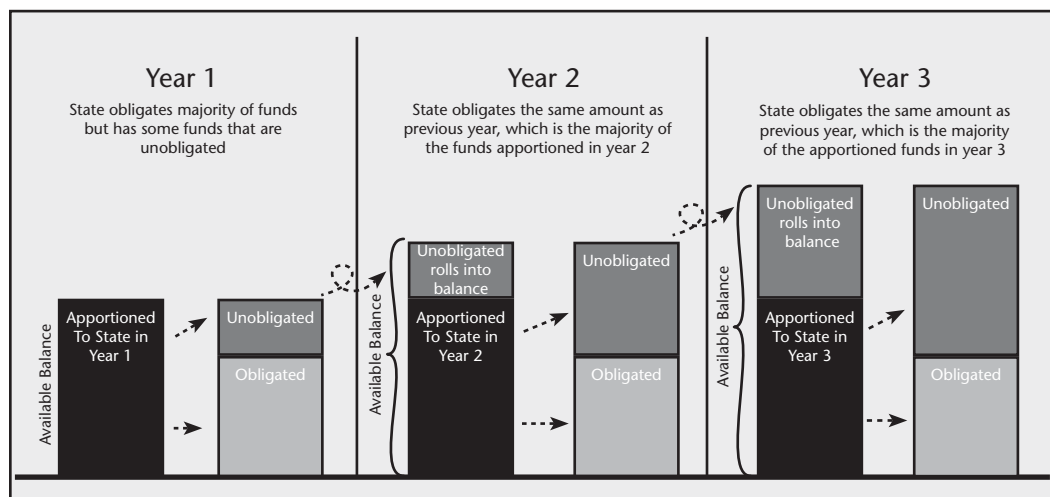 Year 1
State obligates majority of funds
but has some funds that are
unobligated
Available Balance
Apportioned
To State in
Year 1
Unobligated
Obligated
Year 2
State obligates the same amount as
previous year, which is the majority of
the funds apportioned in year 2
Available Balance
Unobligated
rolls into
balance
Apportioned
To State in
Year 2
Unobligated
Obligated
Year 3
State obligates the same amount as
previous year, which is the majority
of the apportioned funds in year 3
Available Balance
Unobligated
rolls into
balance
Apportioned
To State in
Year 3
Unobligated
Obligated